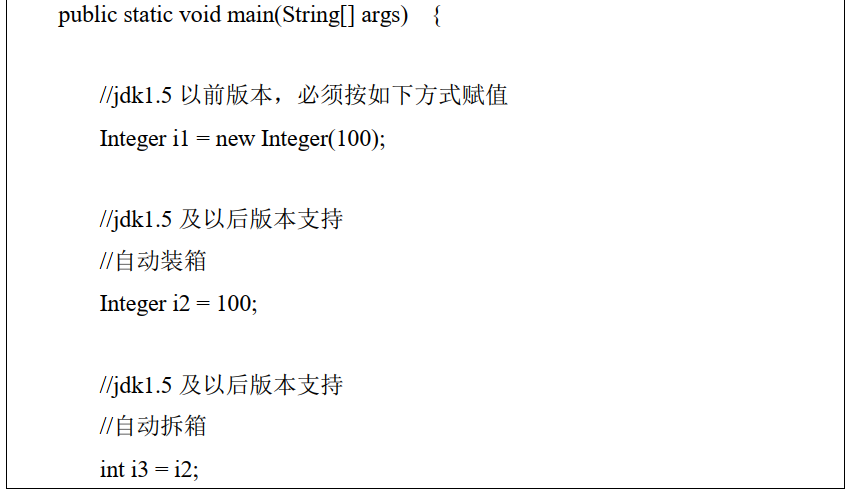 public static void main(String[] args) {
//jdk1.5 以前版本，必须按如下方式赋值
Integer i1 = new Integer(100);
//jdk1.5 及以后版本支持
//自动装箱
Integer i2 = 100;
//jdk1.5 及以后版本支持
//自动拆箱
int i3 = i2;